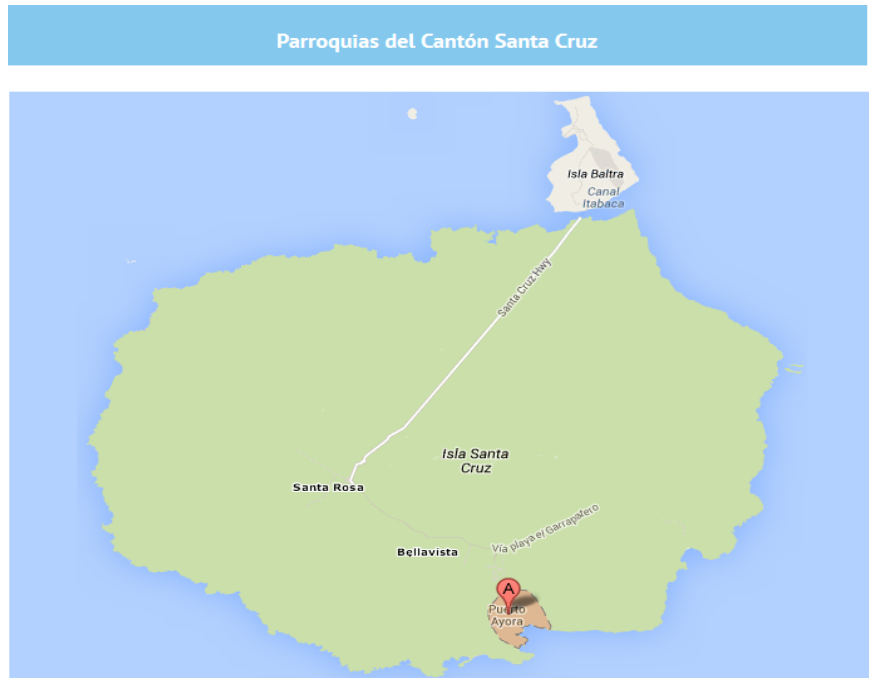 Parroquias del Cantón Santa Cruz
Isla Baltra
Canal
Itabaca
Santa Cruz Hwy
Isla Santa
Cruz
Santa Rosa
Vía playa el Garrapatero
Bellavista
A
Puerto
Ayora